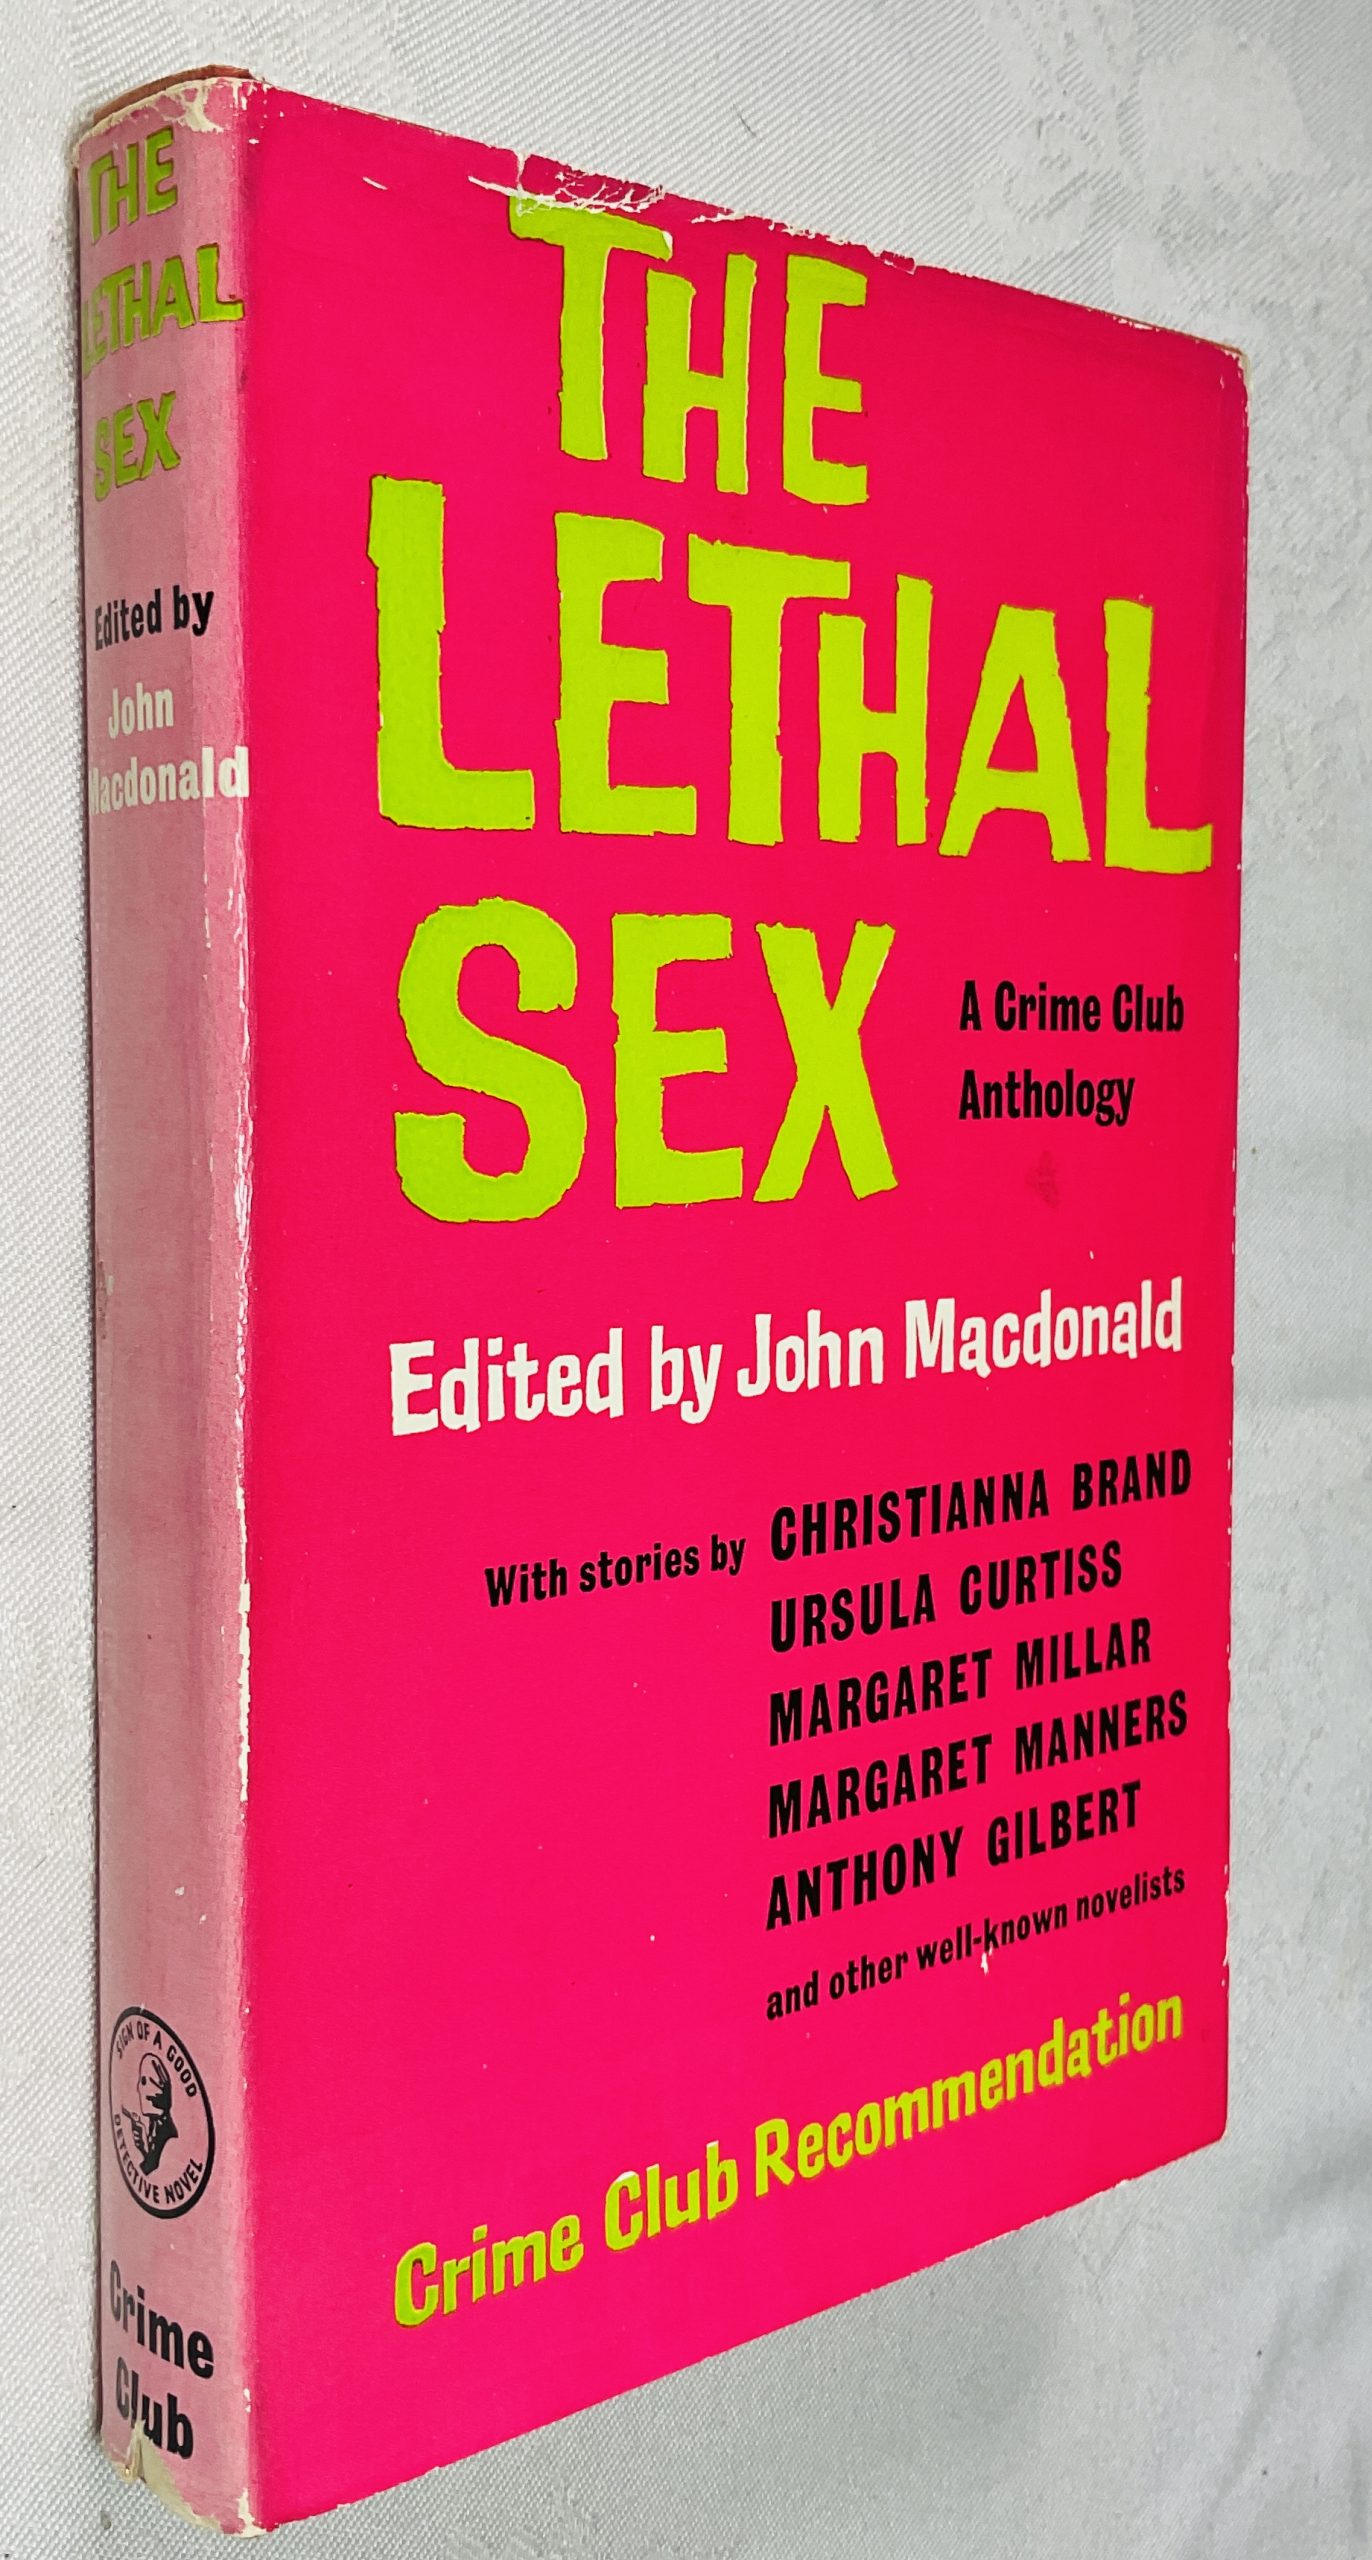 THE
LETHAL
SEX
Edited by
John
Macdonald
SIGN OF A GOOD
DETECTIVE NOVEL
Crime
Club
THE
LETHAL
SEX
A Crime Club
Anthology
Edited by John Macdonald
With stories by CHRISTIANNA BRAND
URSULA CURTISS
MARGARET MILLAR
MARGARET MANNERS
ANTHONY GILBERT
and other well-known novelists
Crime Club Recommendation